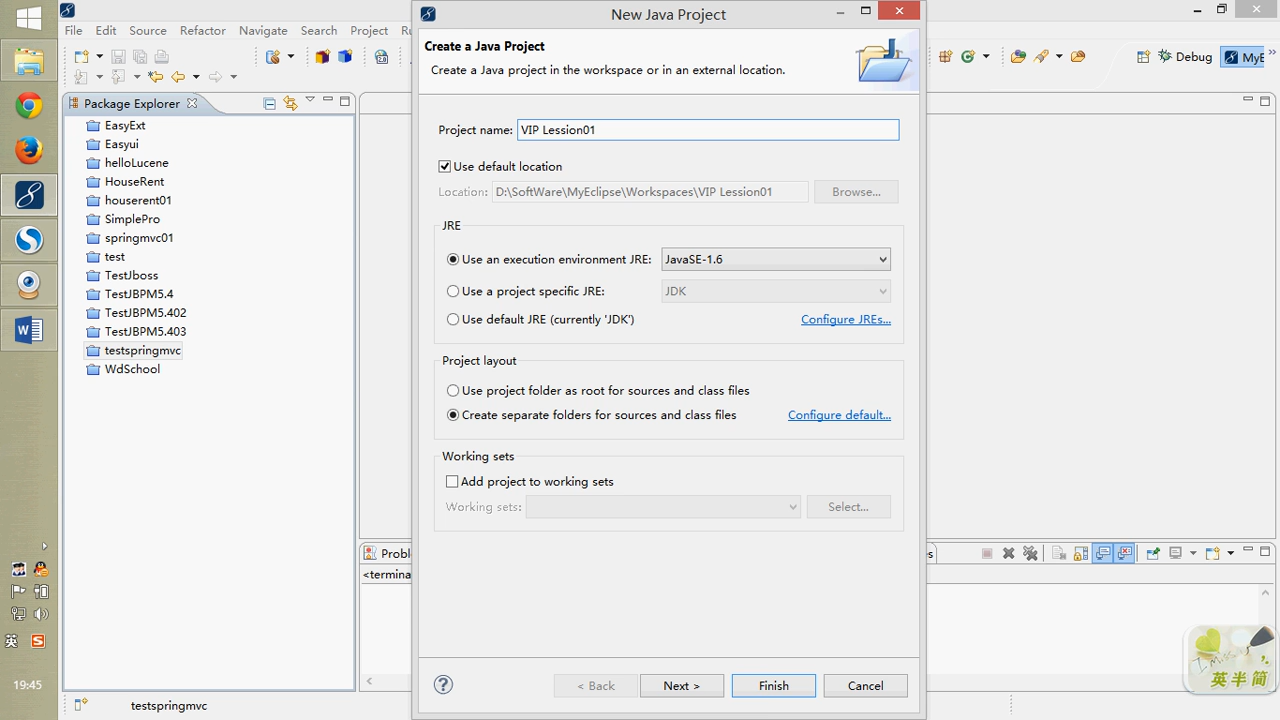 New Java Project
File Edit Source Refactor Navigate Search Project
Create a Java Project
Create a Java project in the workspace or in an external location.
Debug
Package Explorer
EasyExt
Easyui
helloLucene
HouseRent
houserent01
SimplePro
springmvc01
test
TestJboss
TestJBPM5.4
TestJBPM5.402
TestJBPM5.403
testspringmvc
WdSchool
Project name: VIP Lession01
Use default location
Location: D:\SoftWare\MyEclipse\Workspaces\VIP Lession01 Browse...
JRE
Use an execution environment JRE: JavaSE-1.6
Use a project specific JRE: JDK
Use default JRE (currently 'JDK') Configure JREs...
Project layout
Use project folder as root for sources and class files
Create separate folders for sources and class files Configure default...
Working sets
Add project to working sets
Working sets: Select...
< Back Next > Finish Cancel
英
19:45
testspringmvc
英半简